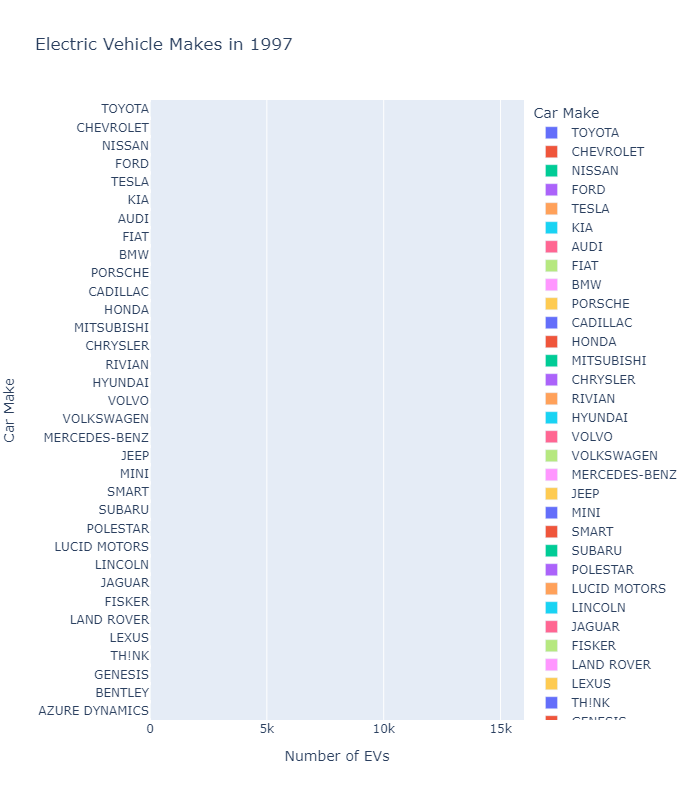 Electric Vehicle Makes in 1997
TOYOTA
CHEVROLET
NISSAN
FORD
TESLA
KIA
AUDI
FIAT
BMW
PORSCHE
CADILLAC
HONDA
MITSUBISHI
CHRYSLER
RIVIAN
HYUNDAI
VOLVO
VOLKSWAGEN
MERCEDES-BENZ
JEEP
MINI
SMART
SUBARU
POLESTAR
LUCID MOTORS
LINCOLN
JAGUAR
FISKER
LAND ROVER
LEXUS
TH!NK
GENESIS
BENTLEY
AZURE DYNAMICS
Car Make
0 5k 10k 15k
Number of EVs
Car Make
TOYOTA
CHEVROLET
NISSAN
FORD
TESLA
KIA
AUDI
FIAT
BMW
PORSCHE
CADILLAC
HONDA
MITSUBISHI
CHRYSLER
RIVIAN
HYUNDAI
VOLVO
VOLKSWAGEN
MERCEDES-BENZ
JEEP
MINI
SMART
SUBARU
POLESTAR
LUCID MOTORS
LINCOLN
JAGUAR
FISKER
LAND ROVER
LEXUS
TH!NK
GENESIS